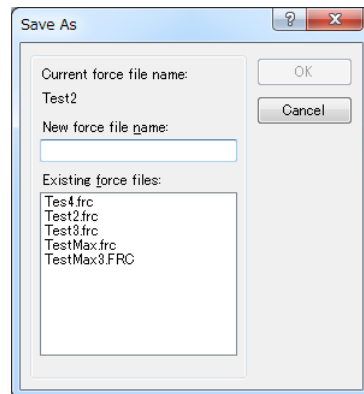 Save As
Current force file name:
OK
Test2
Cancel
New force file name:
Existing force files:
Tes4.frc
Test2.frc
Test3.frc
TestMax.frc
TestMax3.FRC